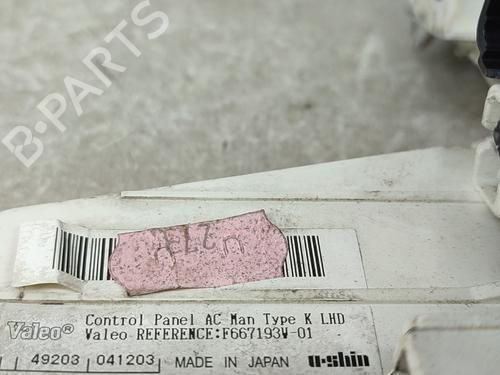 B-Parts
Valeo® Control Panel AC Man Type K LHD
Valeo REFERENCE:F667193W-01
49203 041203 MADE IN JAPAN u-shin